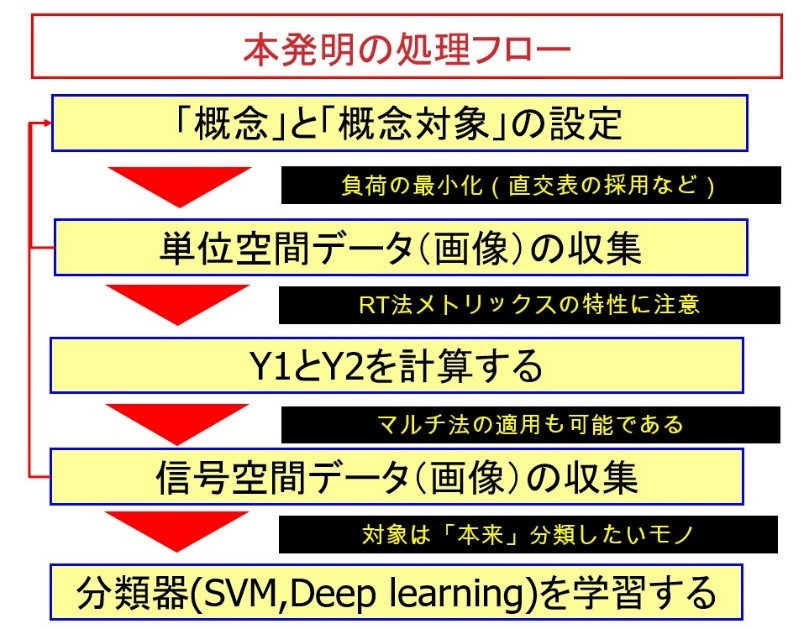 本発明の処理フロー
「概念」と「概念対象」の設定
負荷の最小化（直交表の採用など）
単位空間データ（画像）の収集
RT法メトリックスの特性に注意
Y1とY2を計算する
マルチ法の適用も可能である
信号空間データ（画像）の収集
対象は「本来」分類したいモノ
分類器(SVM,Deep learning)を学習する